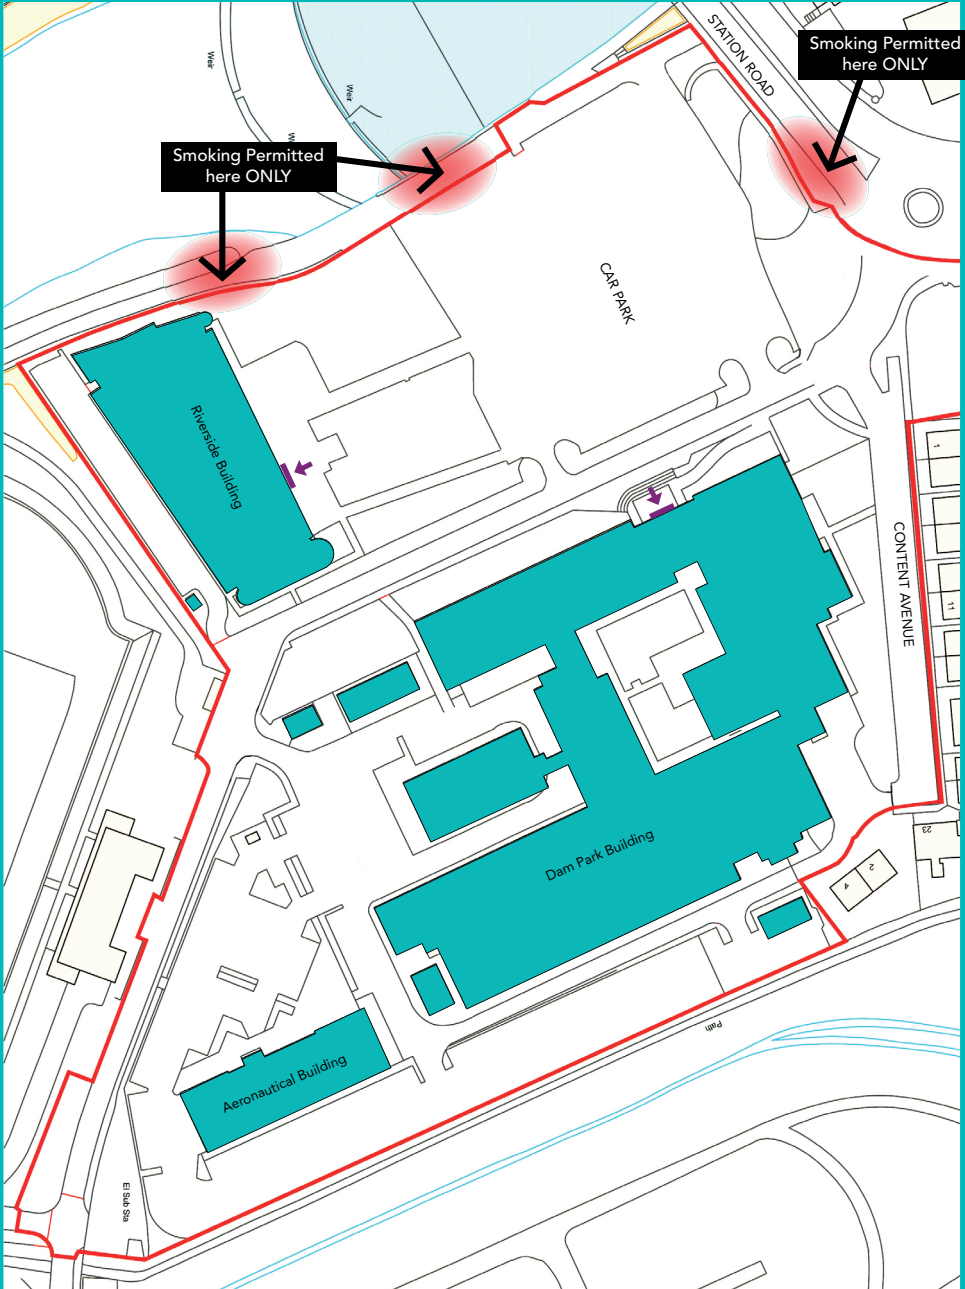 STATION ROAD
Smoking Permitted
here ONLY
Weir
Weir
Smoking Permitted
here ONLY
CAR PARK
Riverside Building
1
CONTENT AVENUE
11
Dam Park Building
23
2
4
Path
Aeronautical Building
El Sub Sta